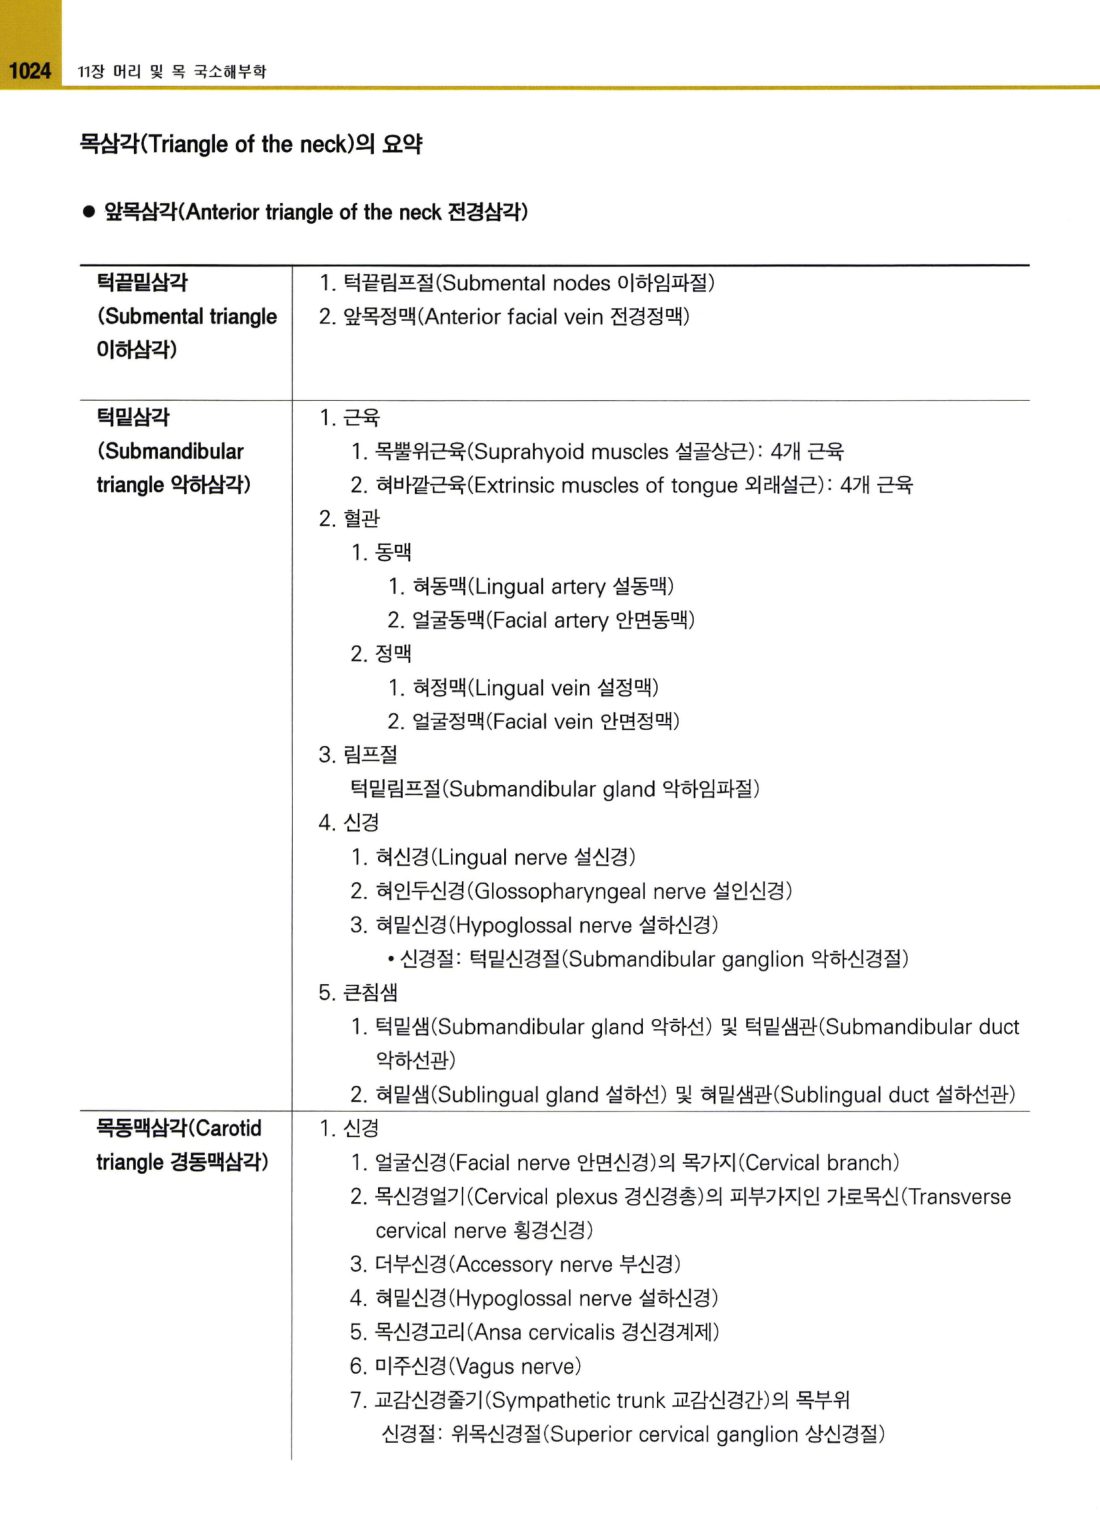 1024
11장 머리 및 목 국소해부학
목삼각(Triangle of the neck)의 요약
● 앞목삼각(Anterior triangle of the neck 전경삼각)
턱끝밑삼각
(Submental triangle
이하삼각)
1. 턱끝림프절(Submental nodes 이하임파절)
2. 앞목정맥(Anterior facial vein 전경정맥)
턱밑삼각
(Submandibular
triangle 악하삼각)
1. 근육
1. 목뿔위근육(Suprahyoid muscles 설골상근): 4개 근육
2. 혀바깥근육(Extrinsic muscles of tongue 외래설근): 4개 근육
2. 혈관
1. 동맥
1. 혀동맥(Lingual artery 설동맥)
2. 얼굴동맥(Facial artery 안면동맥)
2. 정맥
1. 혀정맥(Lingual vein 설정맥)
2. 얼굴정맥(Facial vein 안면정맥)
3. 림프절
턱밑림프절(Submandibular gland 악하임파절)
4. 신경
1. 혀신경(Lingual nerve 설신경)
2. 혀인두신경(Glossopharyngeal nerve 설인신경)
3. 혀밑신경(Hypoglossal nerve 설하신경)
• 신경절: 턱밑신경절(Submandibular ganglion 악하신경절)
5. 큰침샘
1. 턱밑샘(Submandibular gland 악하선) 및 턱밑샘관(Submandibular duct
악하선관)
2. 혀밑샘(Sublingual gland 설하선) 및 혀밑샘관(Sublingual duct 설하선관)
목동맥삼각(Carotid
triangle 경동맥삼각)
1. 신경
1. 얼굴신경(Facial nerve 안면신경)의 목가지(Cervical branch)
2. 목신경얼기(Cervical plexus 경신경총)의 피부가지인 가로목신(Transverse
cervical nerve 횡경신경)
3. 더부신경(Accessory nerve 부신경)
4. 혀밑신경(Hypoglossal nerve 설하신경)
5. 목신경고리(Ansa cervicalis 경신경계제)
6. 미주신경(Vagus nerve)
7. 교감신경줄기(Sympathetic trunk 교감신경간)의 목부위
신경절: 위목신경절(Superior cervical ganglion 상신경절)